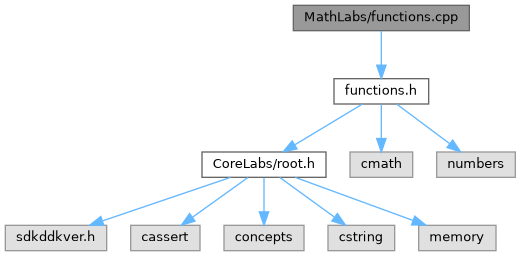 MathLabs/functions.cpp
functions.h
CoreLabs/root.h
cmath
numbers
sdkddkver.h
cassert
concepts
cstring
memory